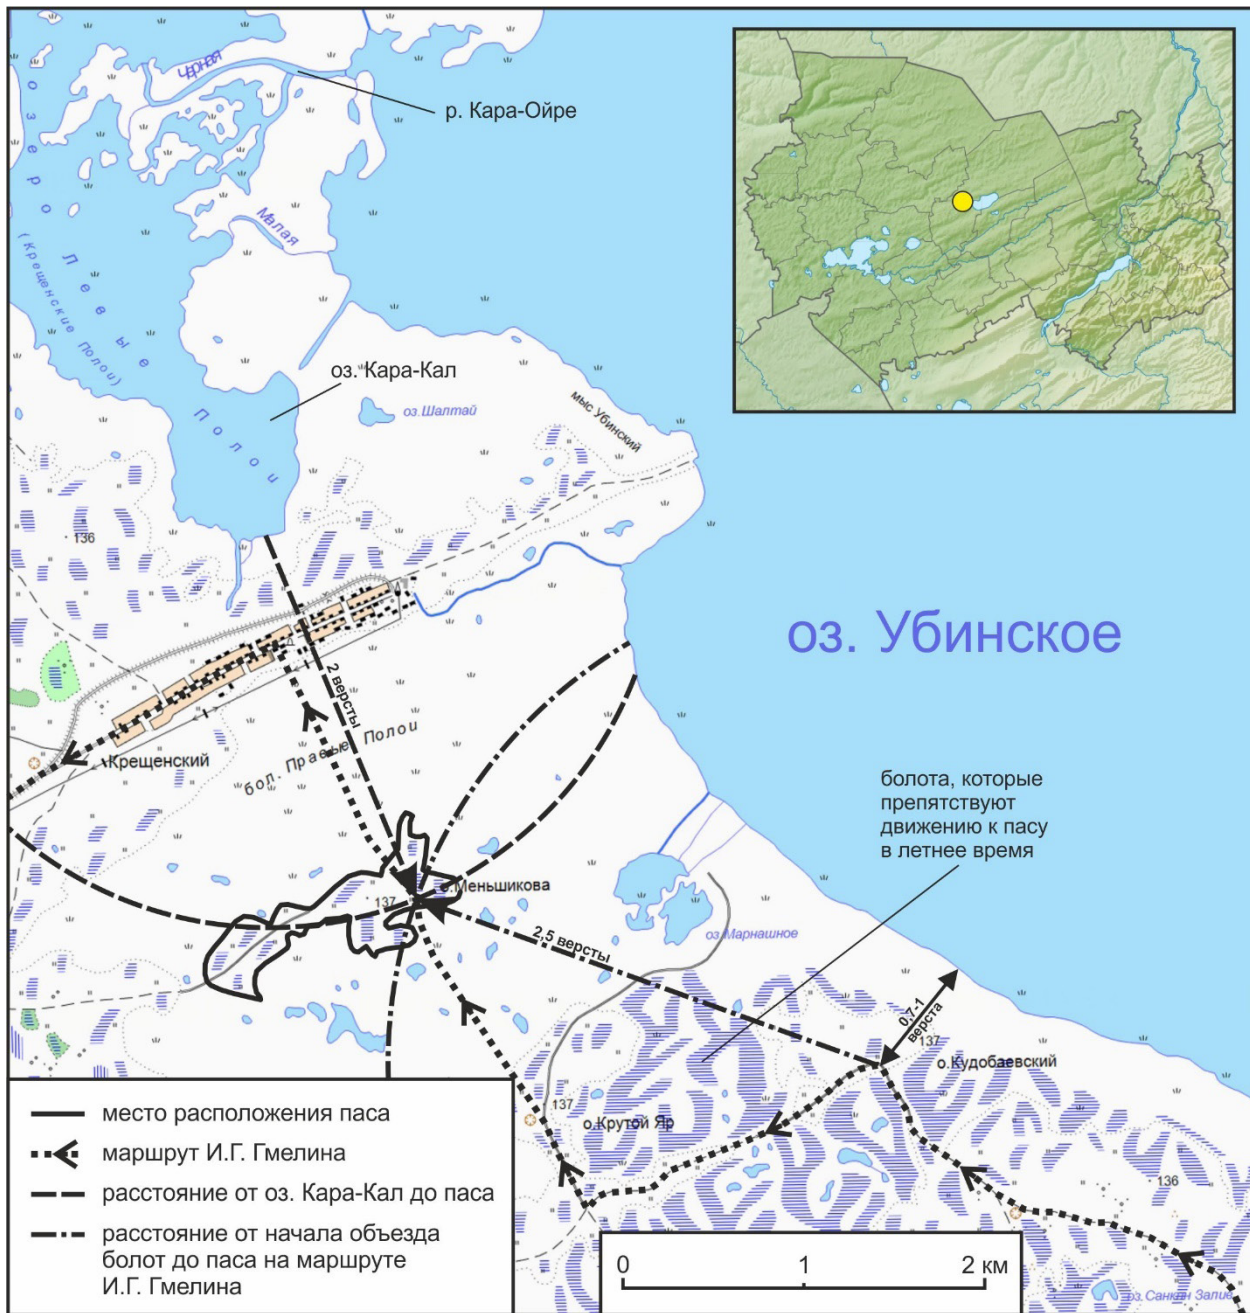 Черная
р. Кара-Ойре
озеро Левые Полои
(Крещенские Полои)
Малая
оз. Кара-Кал
оз.Шалтай
мыс Убинский
136
оз. Убинское
2 версты
Крещенский
бол. Правые Полои
болота, которые
препятствуют
движению к пасу
в летнее время
о.Меньшикова
137
2,5 версты
оз.Марнашное
0,7-1
верста
137
о.Кудобаевский
137
о.Крутой Яр
136
место расположения паса
маршрут И.Г. Гмелина
расстояние от оз. Кара-Кал до паса
расстояние от начала объезда
болот до паса на маршруте
И.Г. Гмелина
0 1 2 км
оз.Санкин Залив